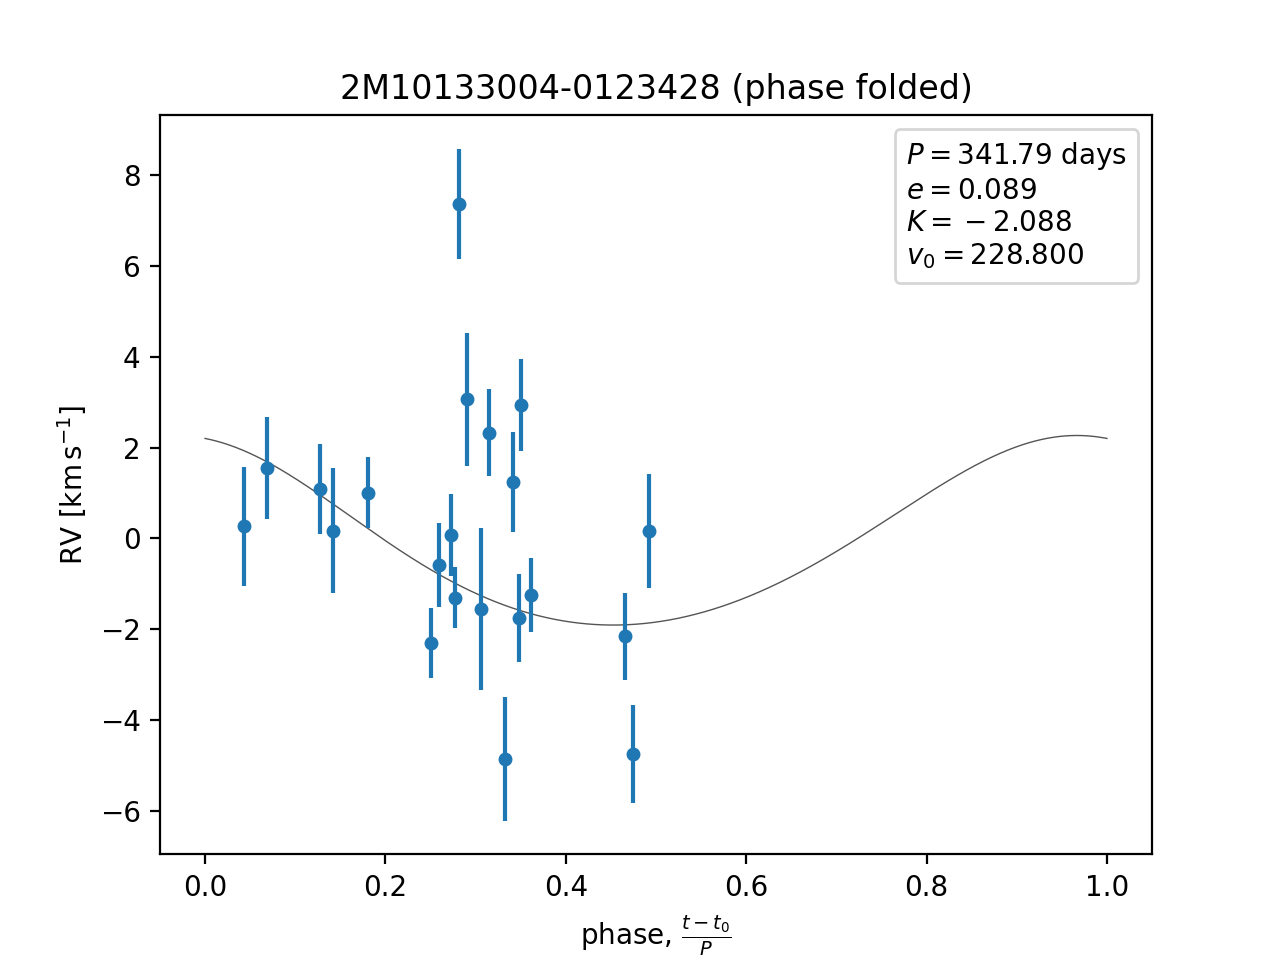 2M10133004-0123428 (phase folded)
P = 341.79 days
e = 0.089
K = −2.088
v₀ = 228.800
RV [km s⁻¹]
8
6
4
2
0
−2
−4
−6
0.0 0.2 0.4 0.6 0.8 1.0
phase, (t − t₀)/P